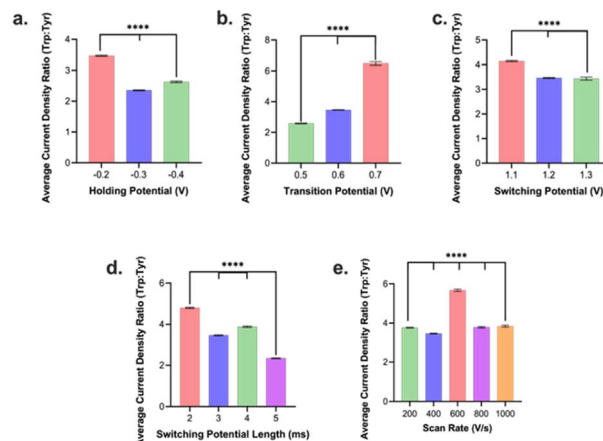 a.
Average Current Density Ratio (Trp:Tyr)
4
3
2
1
0
****
-0.2 -0.3 -0.4
Holding Potential (V)
b.
Average Current Density Ratio (Trp:Tyr)
8
6
4
2
0
****
0.5 0.6 0.7
Transition Potential (V)
c.
Average Current Density Ratio (Trp:Tyr)
5
4
3
2
1
0
****
1.1 1.2 1.3
Switching Potential (V)
d.
Average Current Density Ratio (Trp:Tyr)
6
4
2
0
****
2 3 4 5
Switching Potential Length (ms)
e.
Average Current Density Ratio (Trp:Tyr)
8
6
4
2
0
****
200 400 600 800 1000
Scan Rate (V/s)